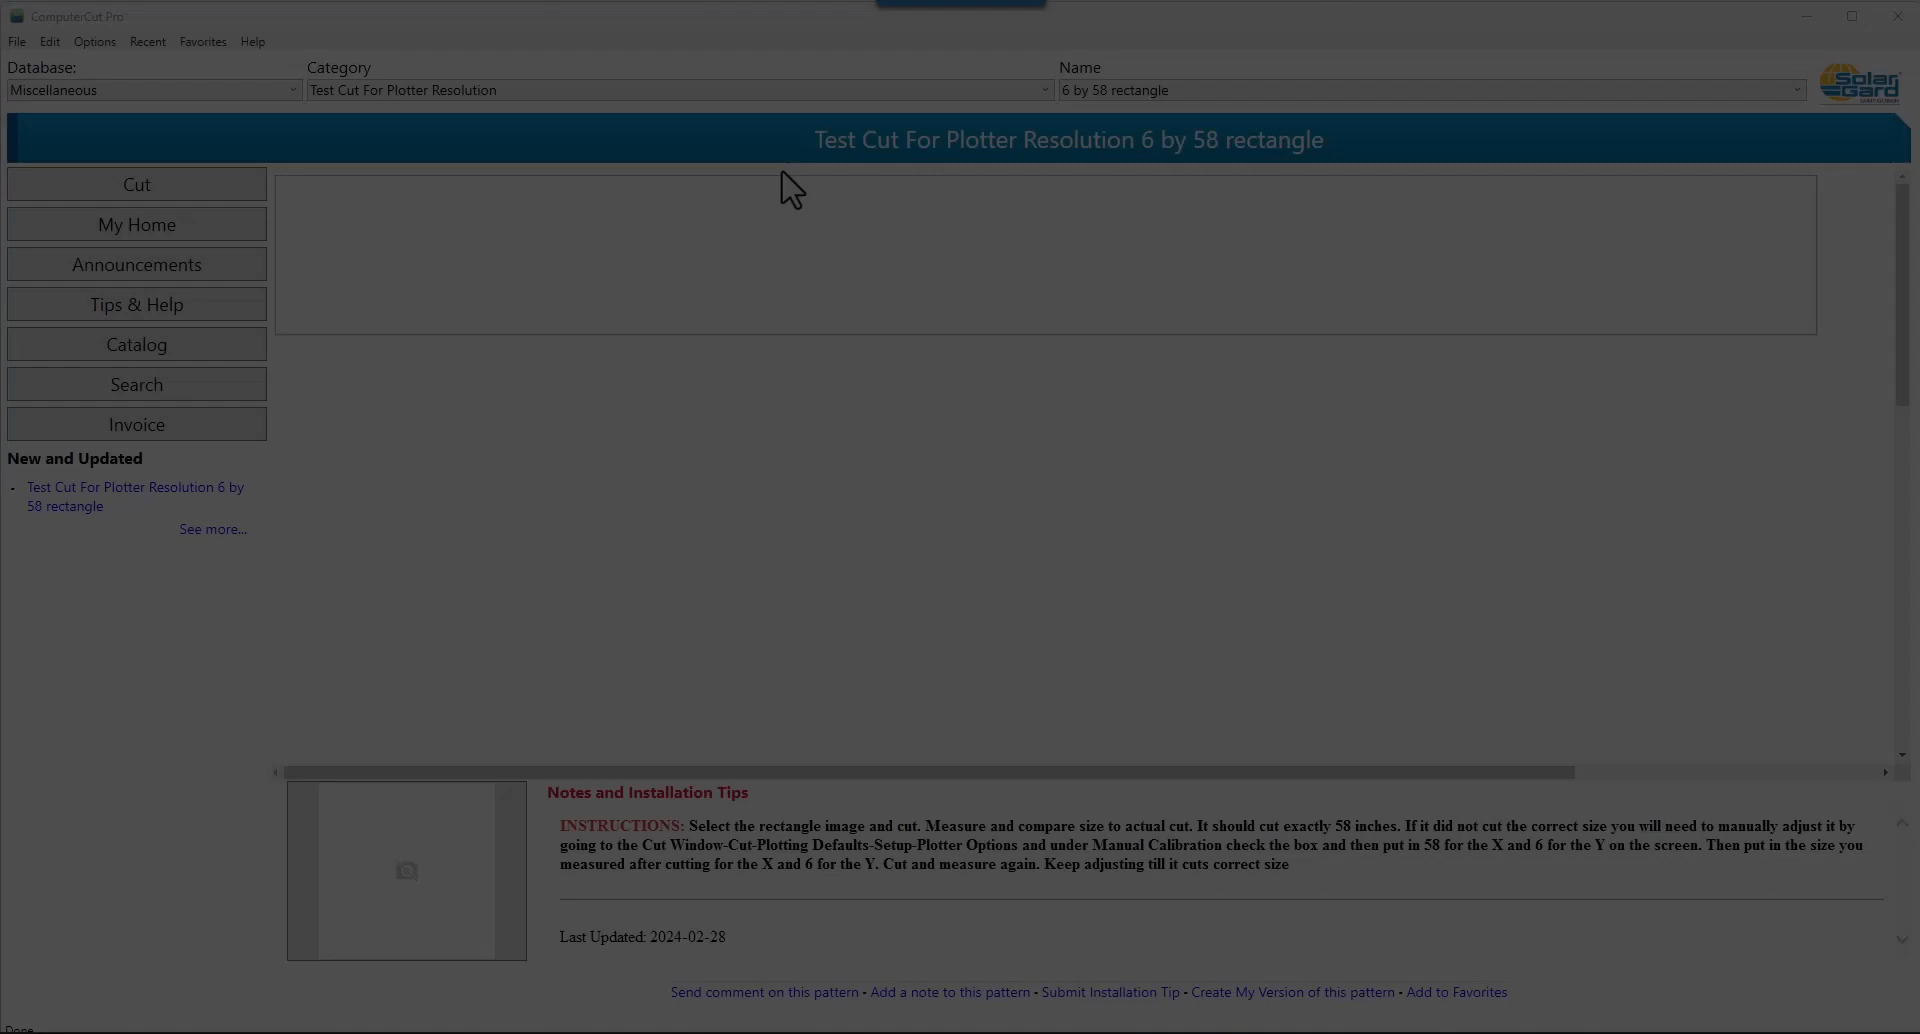 ComputerCut Pro
File Edit Options Recent Favorites Help
Database: Category Name
Miscellaneous Test Cut For Plotter Resolution 6 by 58 rectangle
Solar Gard
Test Cut For Plotter Resolution 6 by 58 rectangle
Cut
My Home
Announcements
Tips & Help
Catalog
Search
Invoice
New and Updated
- Test Cut For Plotter Resolution 6 by
58 rectangle
See more...
Notes and Installation Tips
INSTRUCTIONS: Select the rectangle image and cut. Measure and compare size to actual cut. It should cut exactly 58 inches. If it did not cut the correct size you will need to manually adjust it by
going to the Cut Window-Cut-Plotting Defaults-Setup-Plotter Options and under Manual Calibration check the box and then put in 58 for the X and 6 for the Y on the screen. Then put in the size you
measured after cutting for the X and 6 for the Y. Cut and measure again. Keep adjusting till it cuts correct size
Last Updated: 2024-02-28
Send comment on this pattern - Add a note to this pattern - Submit Installation Tip - Create My Version of this pattern - Add to Favorites
Done